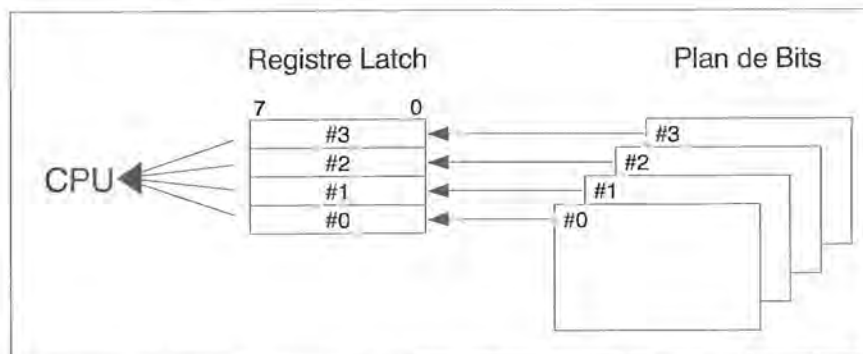 Registre Latch Plan de Bits
7 0
#3 #3
#2 #2
CPU #1 #1
#0 #0